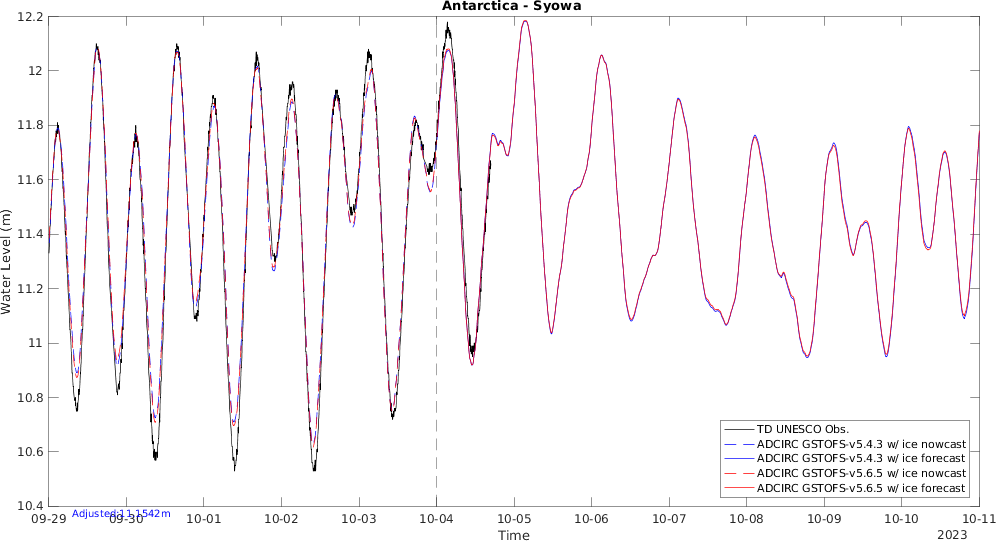 Antarctica - Syowa
12.2
12
11.8
11.6
11.4
11.2
11
10.8
10.6
10.4
Water Level (m)
TD UNESCO Obs.
ADCIRC GSTOFS-v5.4.3 w/ ice nowcast
ADCIRC GSTOFS-v5.4.3 w/ ice forecast
ADCIRC GSTOFS-v5.6.5 w/ ice nowcast
ADCIRC GSTOFS-v5.6.5 w/ ice forecast
Adjusted:11.1542m
09-29 09-30 10-01 10-02 10-03 10-04 10-05 10-06 10-07 10-08 10-09 10-10 10-11
Time
2023